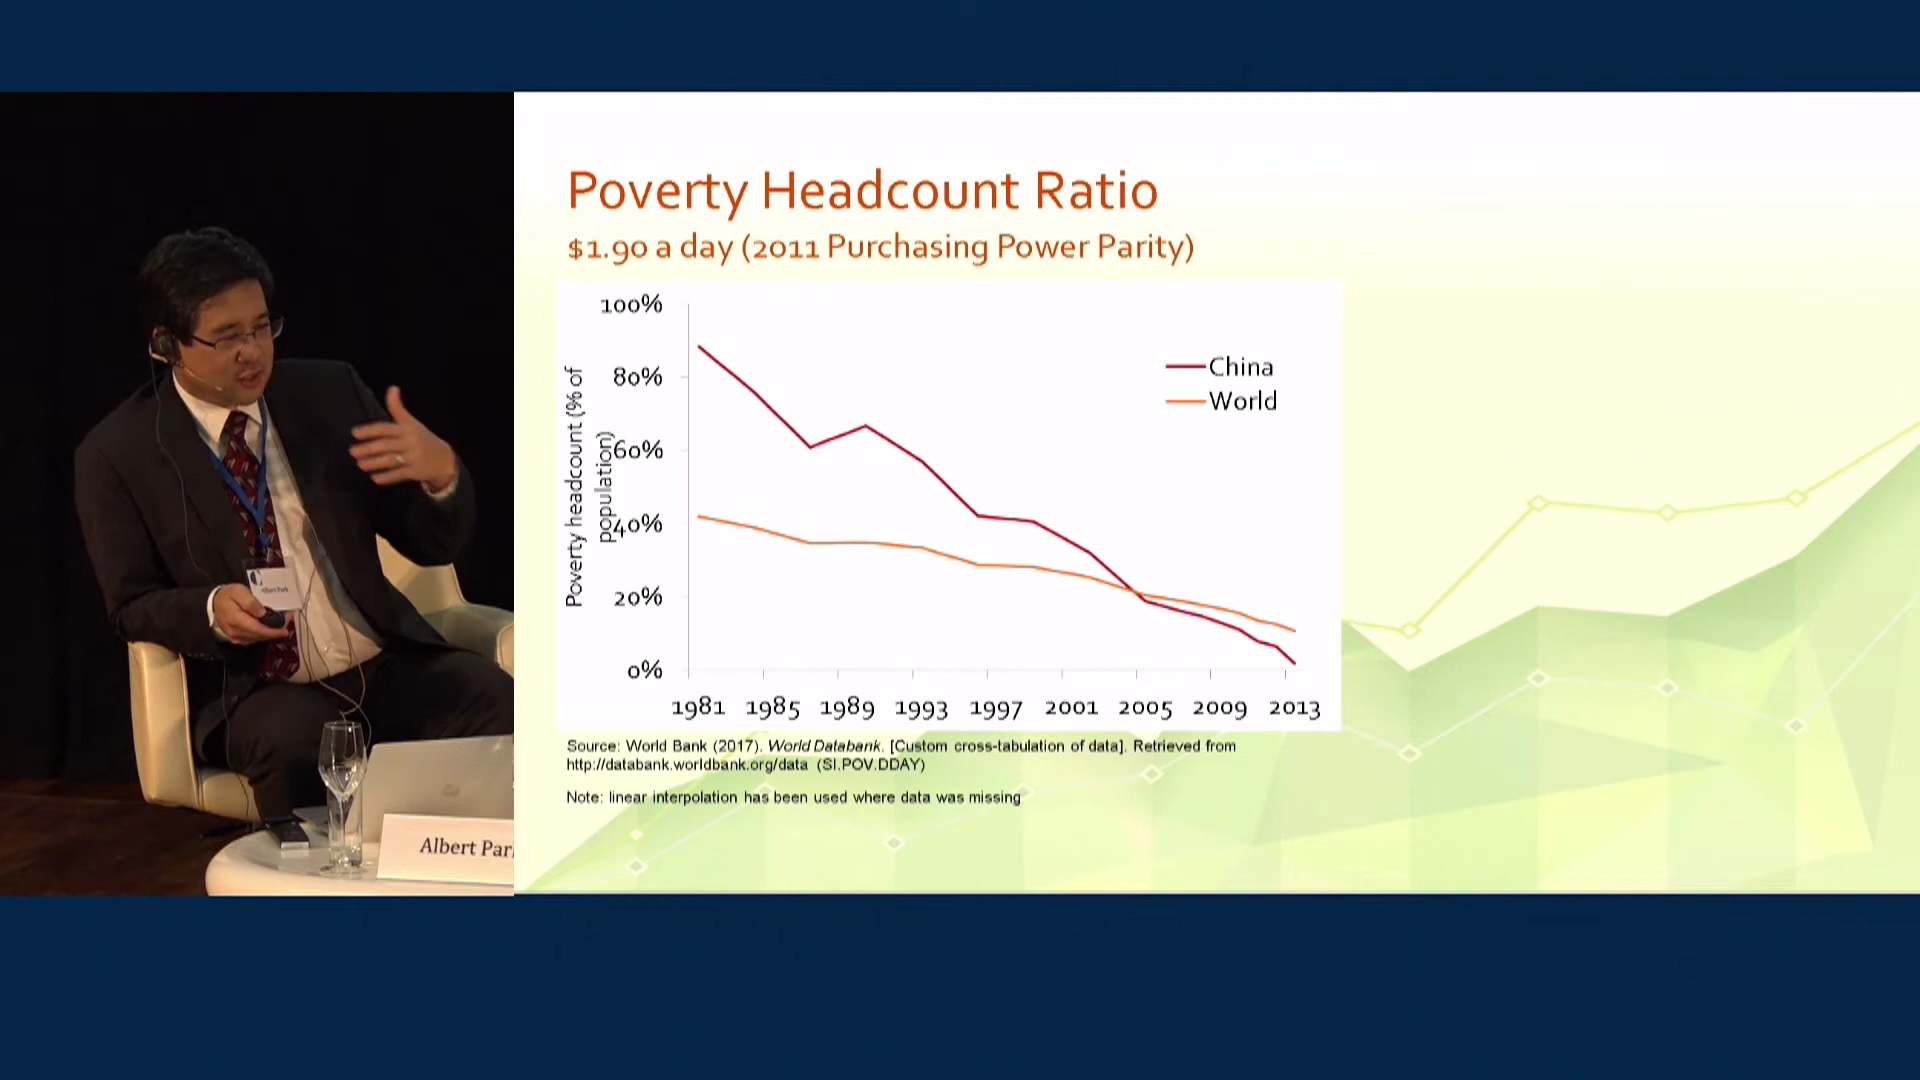 Poverty Headcount Ratio
$1.90 a day (2011 Purchasing Power Parity)
Poverty headcount (% of
population)
100%
80%
60%
40%
20%
0%
China
World
1981 1985 1989 1993 1997 2001 2005 2009 2013
Source: World Bank (2017). World Databank. [Custom cross-tabulation of data]. Retrieved from
http://databank.worldbank.org/data (SI.POV.DDAY)
Note: linear interpolation has been used where data was missing
Albert Park
Albert Par